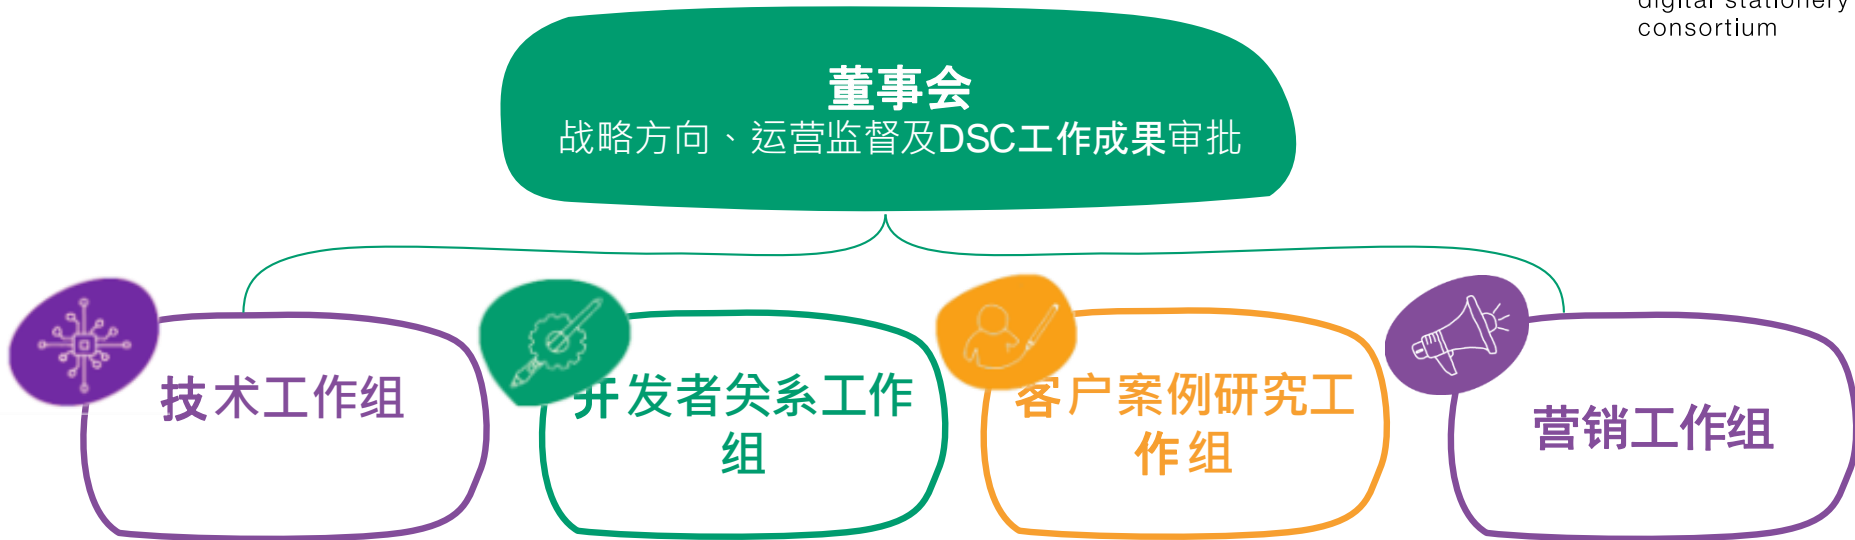 digital stationery
consortium
董事会
战略方向、运营监督及DSC工作成果审批
技术工作组
开发者关系工作
组
客户案例研究工
作组
营销工作组